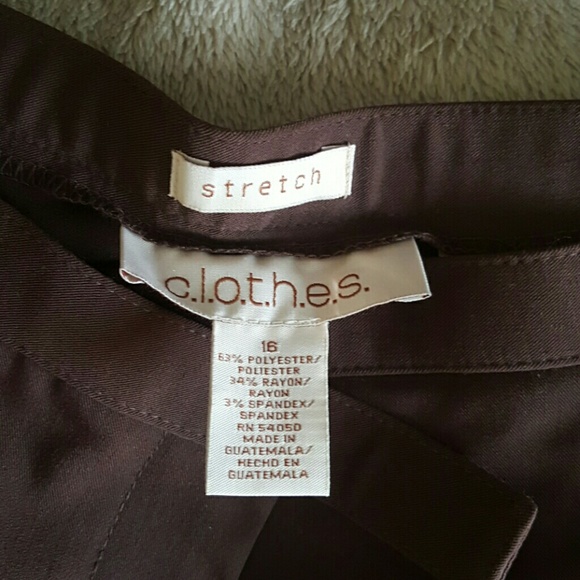 stretch
c.l.o.t.h.e.s.
16
63% POLYESTER/
POLIESTER
34% RAYON/
RAYON
3% SPANDEX/
SPANDEX
RN 54050
MADE IN
GUATEMALA/
HECHO EN
GUATEMALA